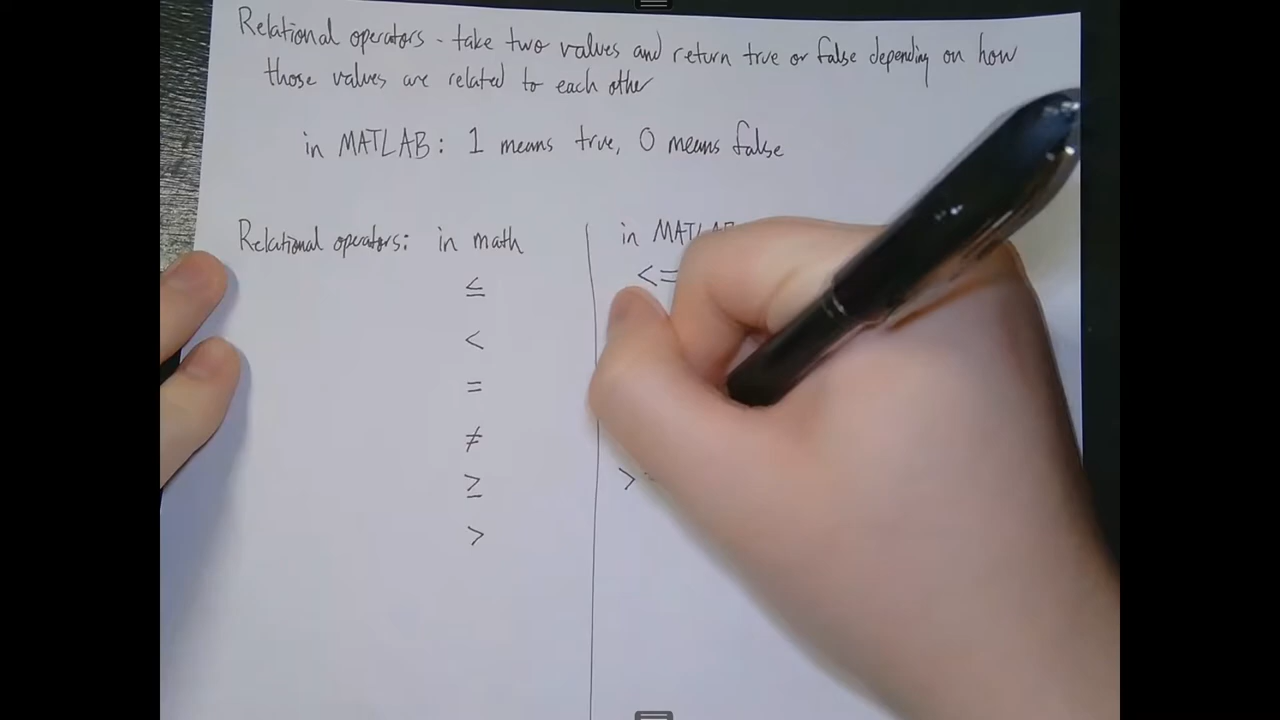 Relational operators - take two values and return true or false depending on how
those values are related to each other
in MATLAB: 1 means true, 0 means false
Relational operators: in math
in
≤
<=
<
=
≠
≥
>
>